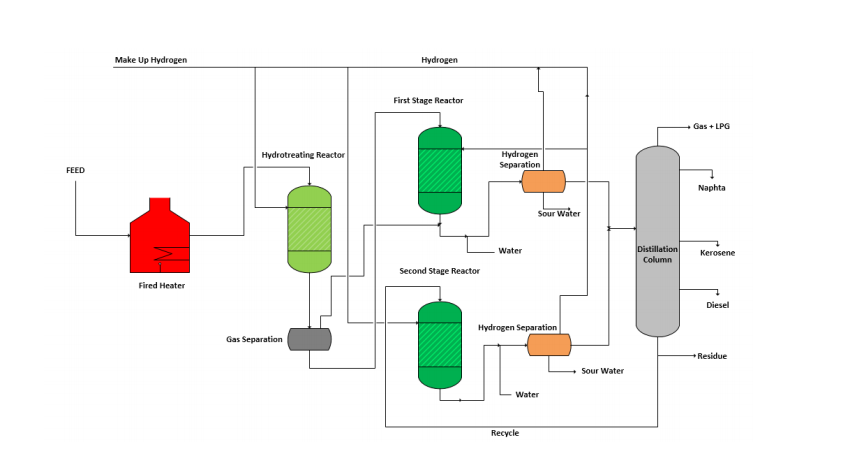 Make Up Hydrogen
Hydrogen
First Stage Reactor
Gas + LPG
FEED
Hydrotreating Reactor
Hydrogen
Separation
Naphta
Sour Water
Water
Distillation
Column
Kerosene
Fired Heater
Second Stage Reactor
Diesel
Gas Separation
Hydrogen Separation
Residue
Sour Water
Water
Recycle